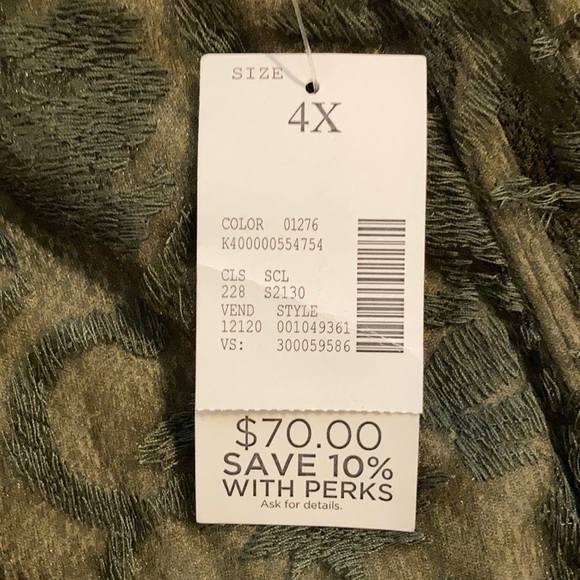 SIZE
4X
COLOR 01276
K400000554754
CLS SCL
228 S2130
VEND STYLE
12120 001049361
VS: 300059586
$70.00
SAVE 10%
WITH PERKS
Ask for details.